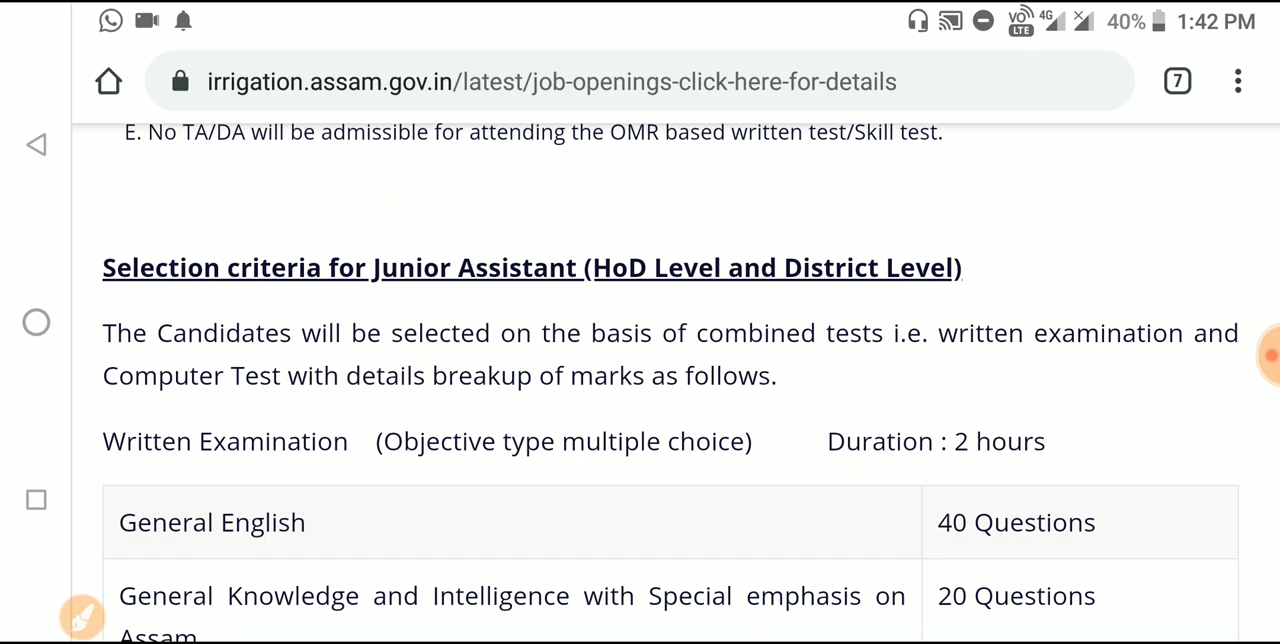 VO LTE 4G 40% 1:42 PM
irrigation.assam.gov.in/latest/job-openings-click-here-for-details 7
E. No TA/DA will be admissible for attending the OMR based written test/Skill test.
Selection criteria for Junior Assistant (HoD Level and District Level)
The Candidates will be selected on the basis of combined tests i.e. written examination and
Computer Test with details breakup of marks as follows.
Written Examination (Objective type multiple choice) Duration : 2 hours
General English 40 Questions
General Knowledge and Intelligence with Special emphasis on 20 Questions
Assam